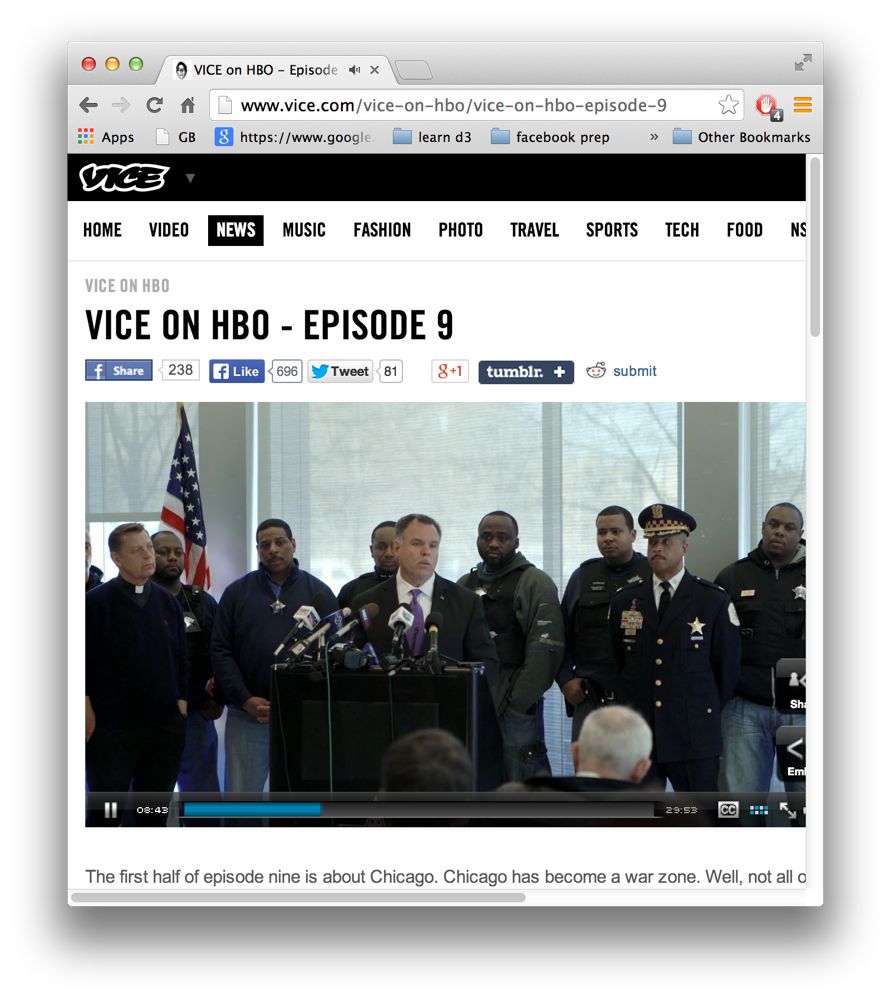 VICE on HBO – Episode
www.vice.com/vice-on-hbo/vice-on-hbo-episode-9
4
Apps GB https://www.google. learn d3 facebook prep » Other Bookmarks
VICE
HOME VIDEO NEWS MUSIC FASHION PHOTO TRAVEL SPORTS TECH FOOD NS
VICE ON HBO
VICE ON HBO - EPISODE 9
Share 238 Like 696 Tweet 81 g+1 tumblr. + submit
Sha
Eml
08:43 29:53 CC
The first half of episode nine is about Chicago. Chicago has become a war zone. Well, not all o